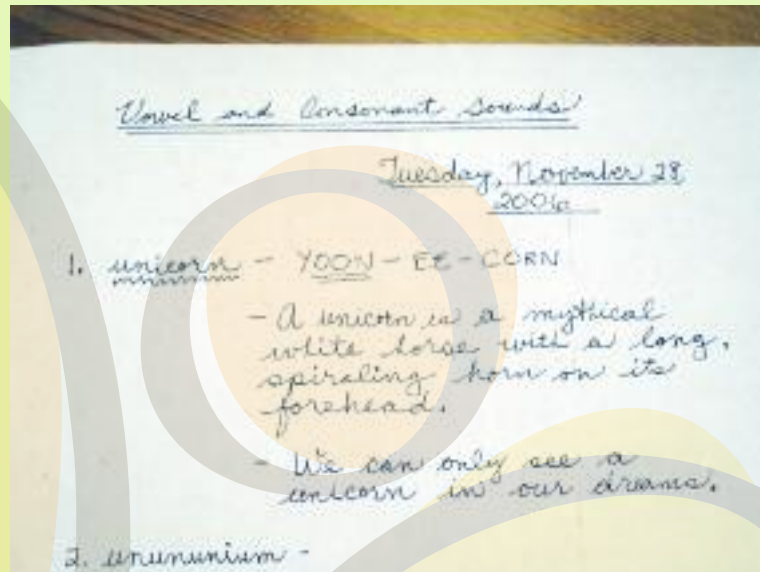 Vowel and Consonant Sounds
Tuesday, November 28,
2006
1. unicorn - YOON - EE - CORN
- A unicorn is a mythical
white horse with a long,
spiraling horn on its
forehead.
- We can only see a
unicorn in our dreams.
2. unununium -